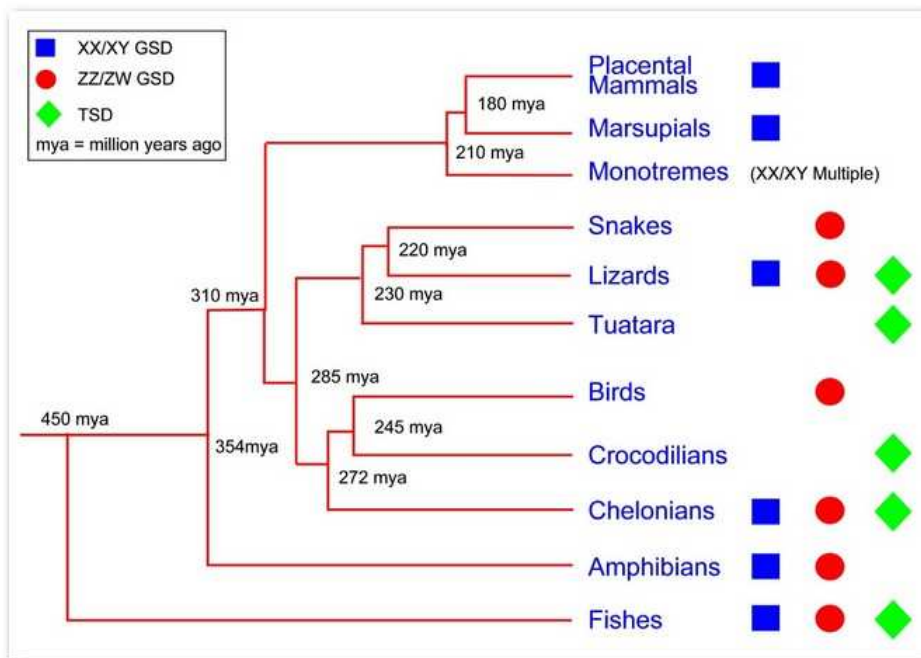 XX/XY GSD
ZZ/ZW GSD
TSD
mya = million years ago
Placental
Mammals
180 mya
Marsupials
210 mya
Monotremes (XX/XY Multiple)
Snakes
220 mya
Lizards
310 mya
230 mya
Tuatara
285 mya
Birds
450 mya
245 mya
354mya
Crocodilians
272 mya
Chelonians
Amphibians
Fishes